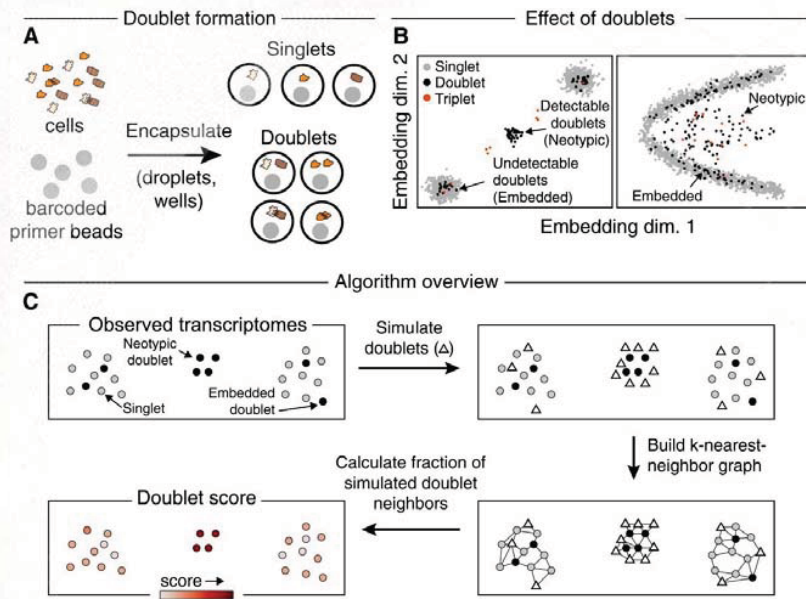 Doublet formation
A
cells
barcoded
primer beads
Encapsulate
(droplets,
wells)
Singlets
Doublets
Effect of doublets
B
Embedding dim. 2
Singlet
Doublet
Triplet
Detectable
doublets
(Neotypic)
Undetectable
doublets
(Embedded)
Neotypic
Embedded
Embedding dim. 1
Algorithm overview
C
Observed transcriptomes
Neotypic
doublet
Singlet
Embedded
doublet
Simulate
doublets (△)
Build k-nearest-
neighbor graph
Calculate fraction of
simulated doublet
neighbors
Doublet score
score →